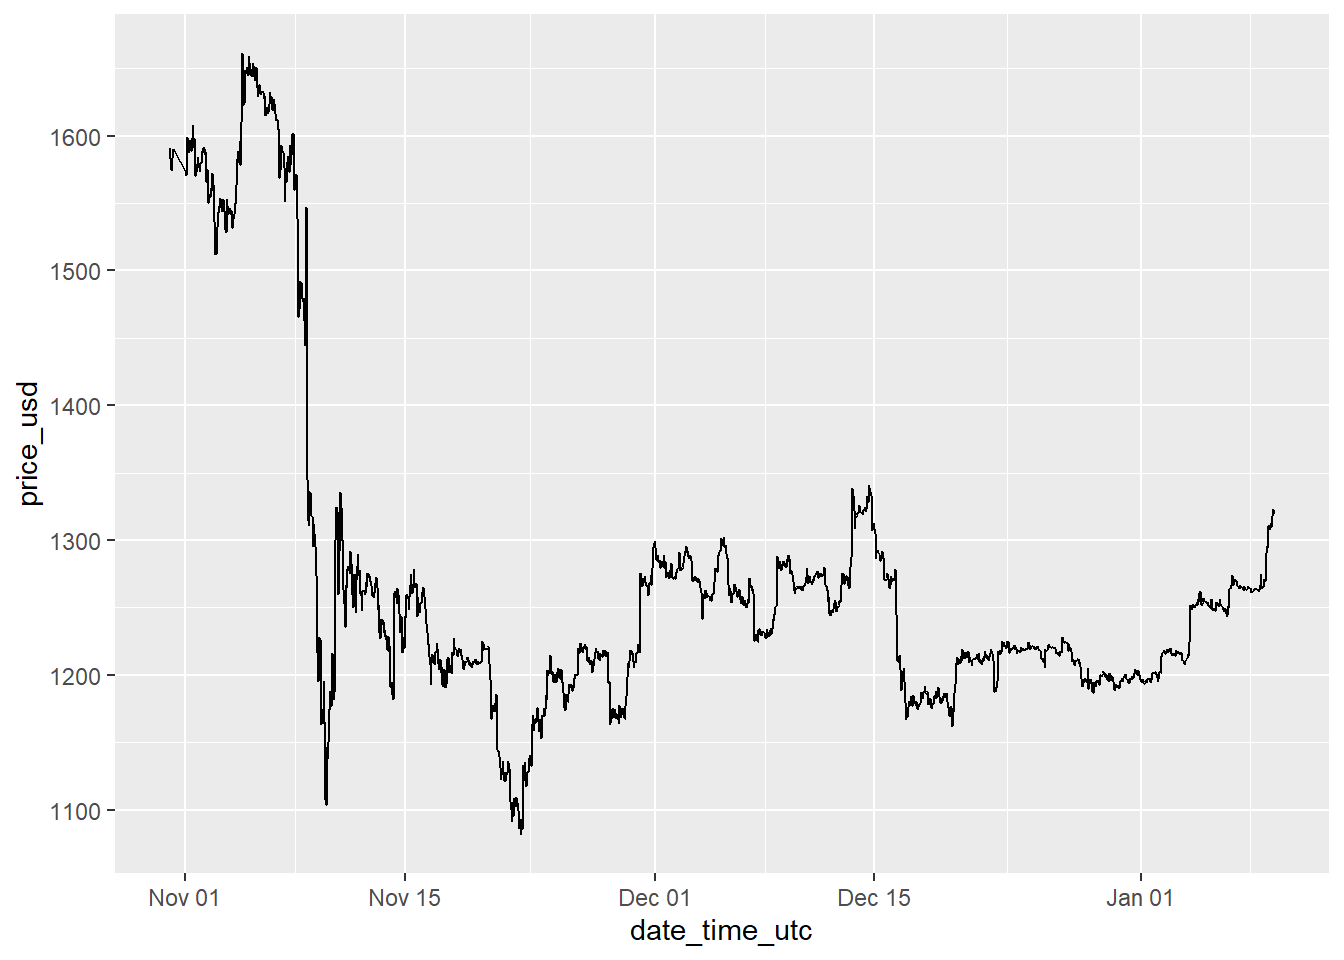 price_usd
1600
1500
1400
1300
1200
1100
Nov 01
Nov 15
Dec 01
Dec 15
Jan 01
date_time_utc